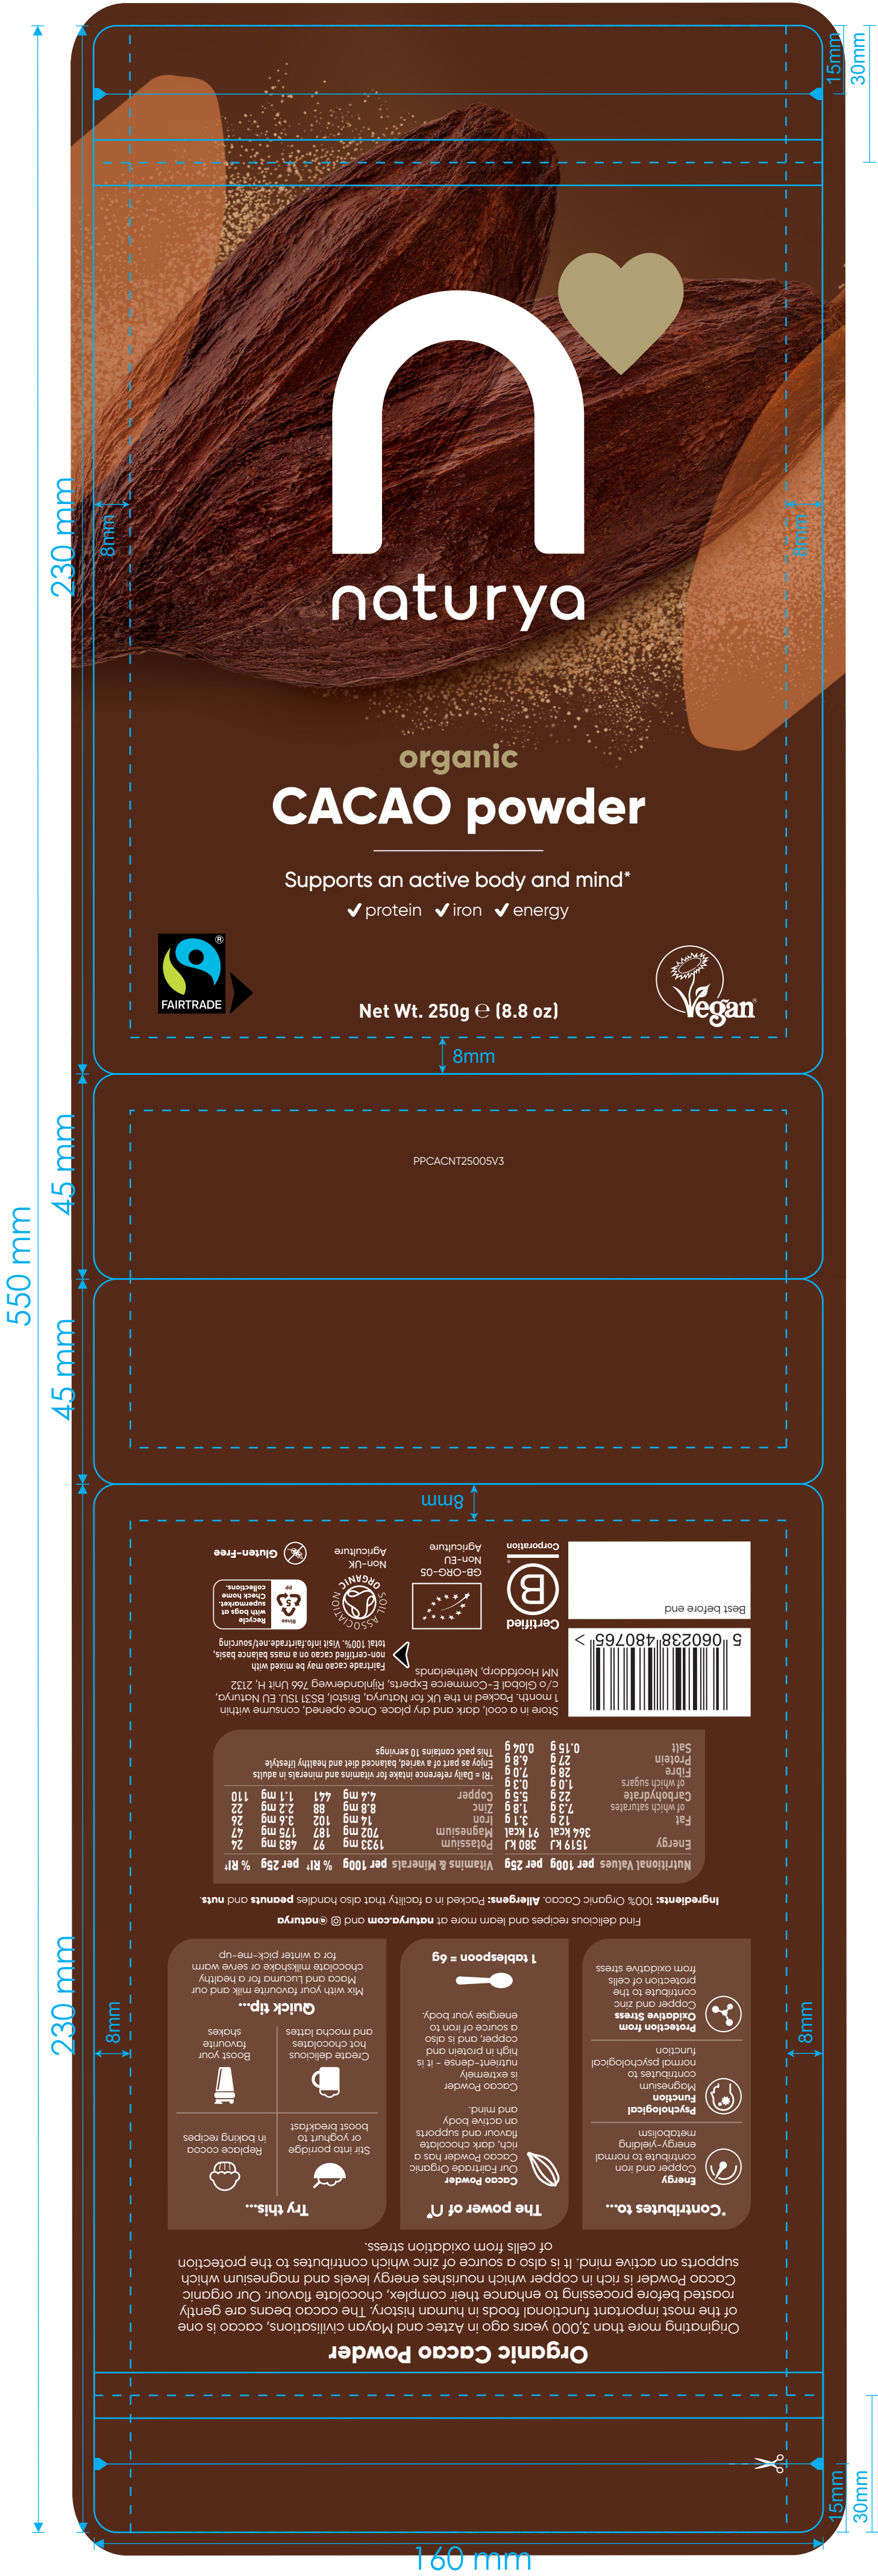 15mm
30mm
230 mm
8mm
8mm
naturya
organic
CACAO powder
Supports an active body and mind*
protein iron energy
FAIRTRADE ®
Net Wt. 250g ℮ (8.8 oz)
Vegan®
8mm
550 mm
45 mm
PPCACNT25005V3
45 mm
8mm
230 mm
8mm
8mm
15mm
30mm
160 mm
Organic Cacao Powder
Originating more than 3,000 years ago in Aztec and Mayan civilisations, cacao is one
of the most important functional foods in human history. The cacao beans are gently
roasted before processing to enhance their complex, chocolate flavour. Our organic
Cacao Powder is rich in copper which nourishes energy levels and magnesium which
supports an active mind. It is also a source of zinc which contributes to the protection
of cells from oxidation stress.
*Contributes to...
Energy
Copper and iron
contribute to normal
energy-yielding
metabolism
Psychological
Function
Magnesium
contributes to
normal psychological
function
Protection from
Oxidative Stress
Copper and zinc
contribute to the
protection of cells
from oxidative stress
The power of n
Cacao Powder
Our Fairtrade Organic
Cacao Powder has a
rich, dark chocolate
flavour and supports
an active body
and mind.
Cacao Powder
is extremely
nutrient-dense - it is
high in protein and
copper, and is also
a source of iron to
energise your body.
1 tablespoon = 6g
Try this...
Stir into porridge
or yoghurt to
boost breakfast
Replace cocoa
in baking recipes
Create delicious
hot chocolates
and mocha lattes
Boost your
favourite
shakes
Quick tip...
Mix with your favourite milk and our
Maca and Lucuma for a healthy
chocolate milkshake or serve warm
for a winter pick-me-up
Find delicious recipes and learn more at naturya.com and @naturya
Ingredients: 100% Organic Cacao. Allergens: Packed in a facility that also handles peanuts and nuts.
Nutritional Values per 100g per 25g
Energy 1519 kJ 380 kJ
364 kcal 91 kcal
Fat 12 g 3.1 g
of which saturates 7.3 g 1.8 g
Carbohydrate 22 g 5.5 g
of which sugars 1.0 g 0.3 g
Fibre 28 g 7.0 g
Protein 27 g 6.8 g
Salt 0.15 g 0.04 g
Vitamins & Minerals per 100g % RI† per 25g % RI†
Potassium 1933 mg 97 483 mg 24
Magnesium 702 mg 187 175 mg 47
Iron 14 mg 102 3.6 mg 26
Zinc 8.8 mg 88 2.2 mg 22
Copper 4.4 mg 441 1.1 mg 110
†RI = Daily reference intake for vitamins and minerals in adults
Enjoy as part of a varied, balanced diet and healthy lifestyle
This pack contains 10 servings
Store in a cool, dark and dry place. Once opened, consume within
1 month. Packed in the UK for Naturya, Bristol, BS31 1SU. EU Naturya,
c/o Global E-Commerce Experts, Rijnlanderweg 766 Unit H, 2132
NM Hoofddorp, Netherlands
Fairtrade cacao may be mixed with
non-certified cacao on a mass balance basis,
total 100%. Visit info.fairtrade.net/sourcing
5 060238 480765 >
Best before end
Certified
B
Corporation
GB-ORG-05
Non-EU
Agriculture
SOIL ASSOCIATION
ORGANIC
Non-UK
Agriculture
Rinse
5
PP
Recycle
with bags at
supermarket.
Check home
collections.
Gluten-Free